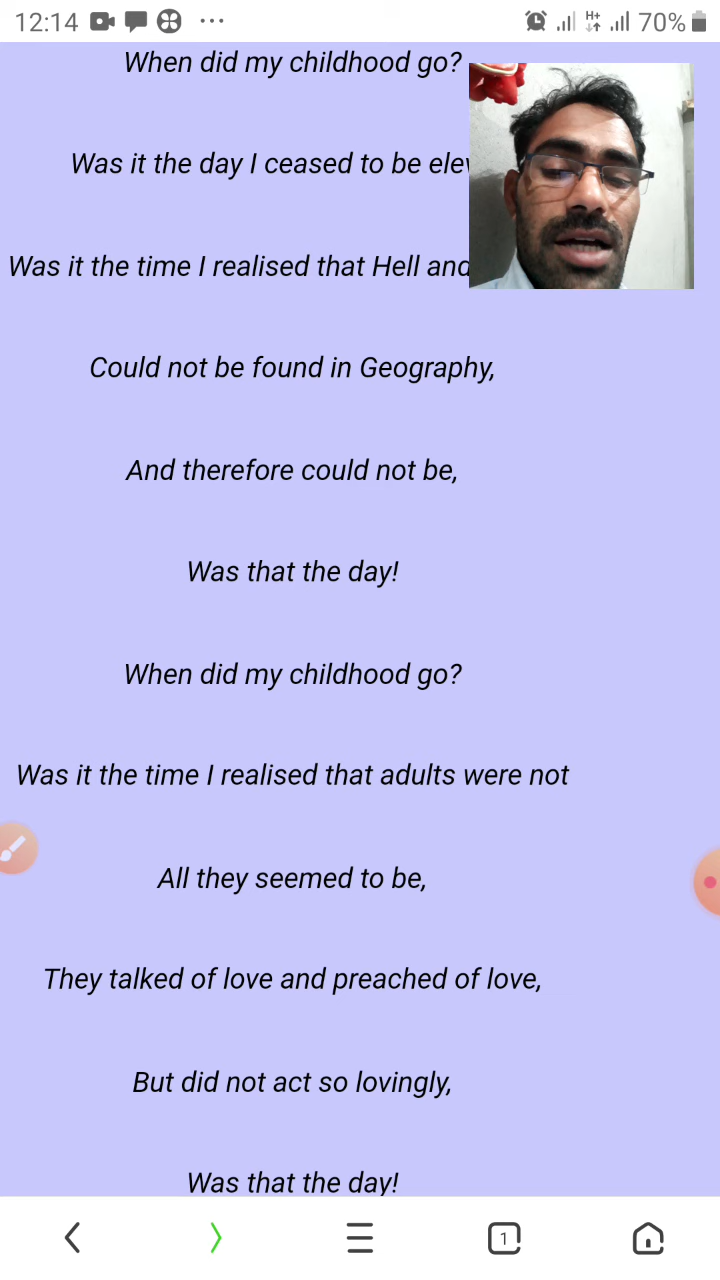 12:14
H+
70%
When did my childhood go?
Was it the day I ceased to be
Was it the time I realised that Hell and
Could not be found in Geography,
And therefore could not be,
Was that the day!
When did my childhood go?
Was it the time I realised that adults were not
All they seemed to be,
They talked of love and preached of love,
But did not act so lovingly,
Was that the day!
1